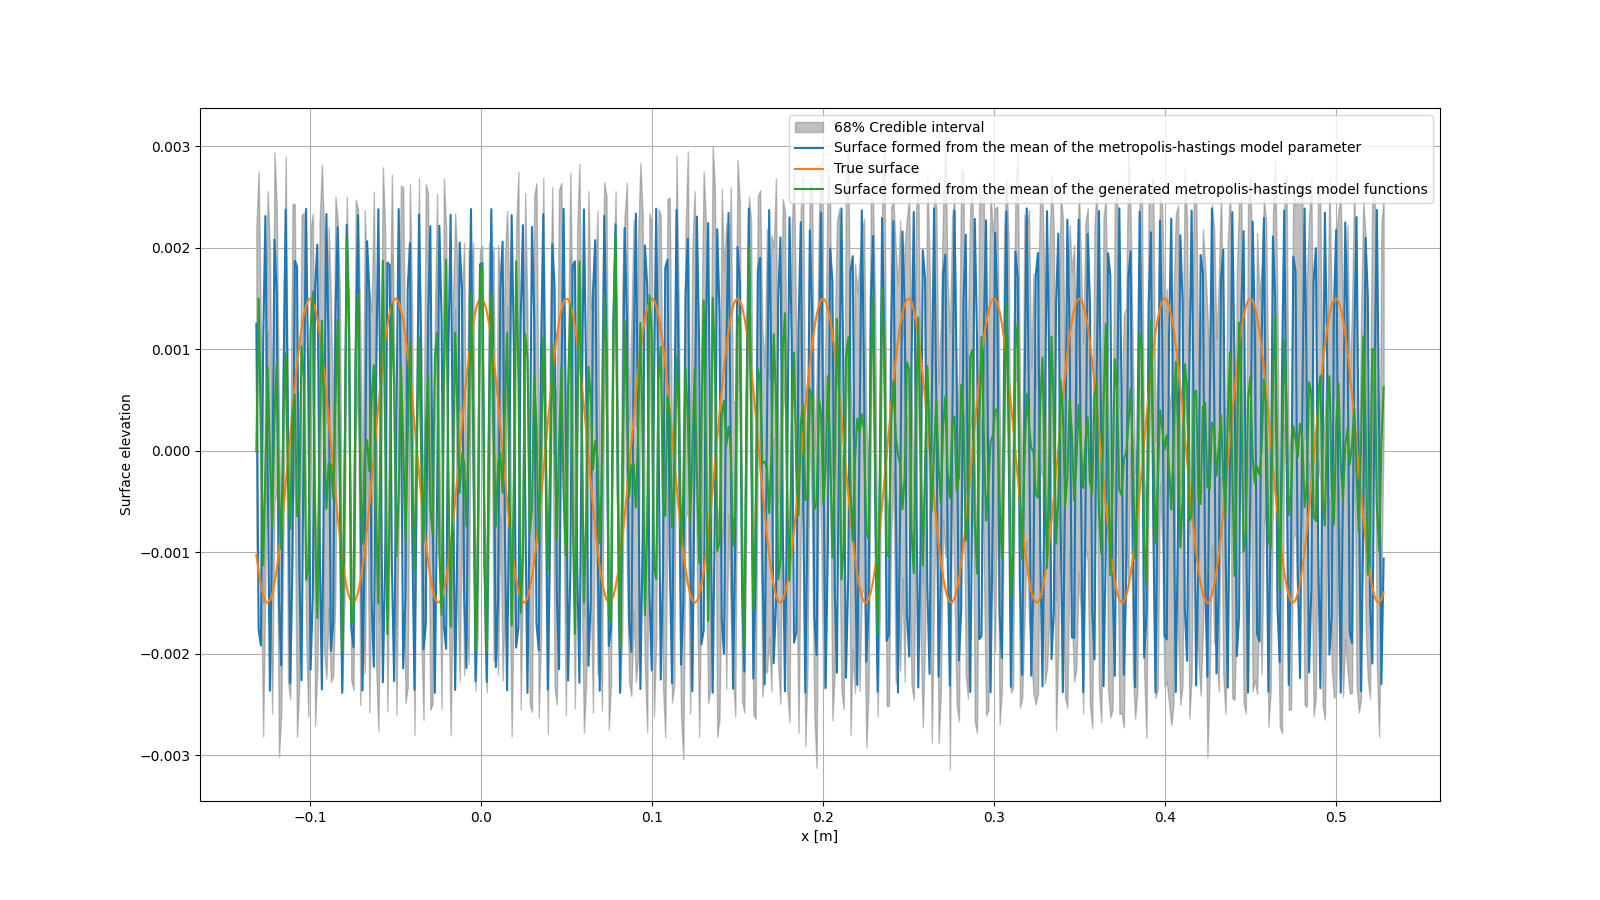 68% Credible interval
Surface formed from the mean of the metropolis-hastings model parameter
True surface
Surface formed from the mean of the generated metropolis-hastings model functions
0.003
0.002
0.001
0.000
−0.001
−0.002
−0.003
Surface elevation
−0.1
0.0
0.1
0.2
0.3
0.4
0.5
x [m]